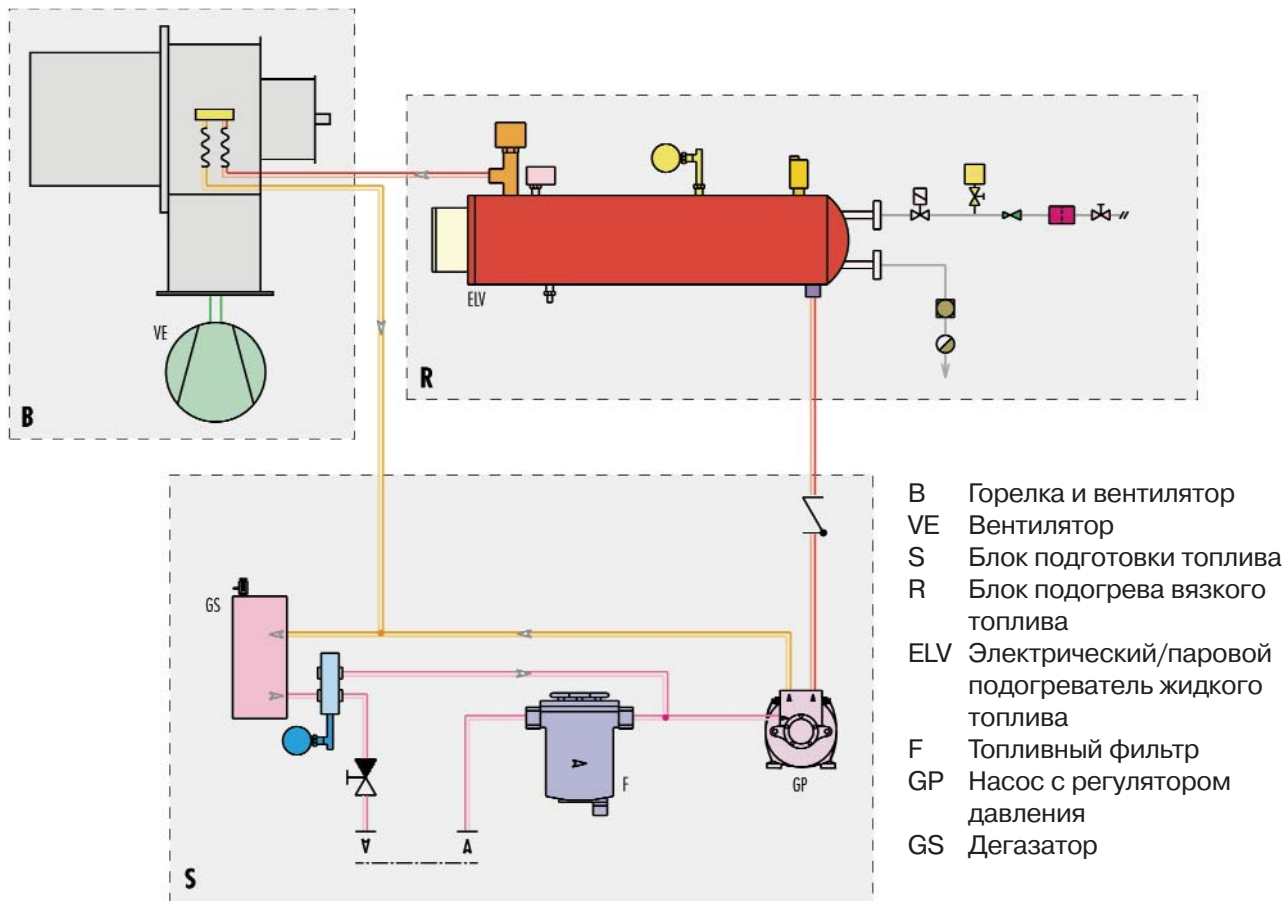 VE
B
ELV
R
GS
F
GP
S
B Горелка и вентилятор
VE Вентилятор
S Блок подготовки топлива
R Блок подогрева вязкого
топлива
ELV Электрический/паровой
подогреватель жидкого
топлива
F Топливный фильтр
GP Насос с регулятором
давления
GS Дегазатор